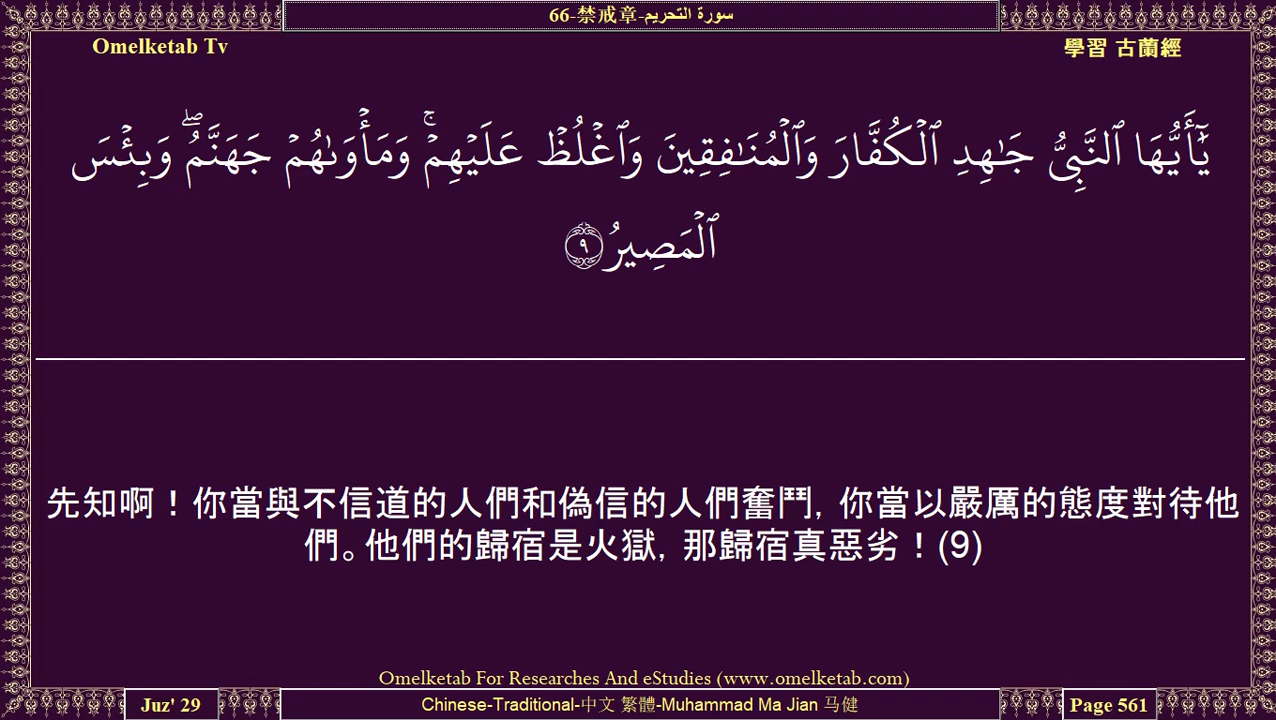 66-禁戒章-سورة التحريم
Omelketab Tv
學習 古蘭經
يَٰٓأَيُّهَا ٱلنَّبِىُّ جَٰهِدِ ٱلۡكُفَّارَ وَٱلۡمُنَٰفِقِينَ وَٱغۡلُظۡ عَلَيۡهِمۡۚ وَمَأۡوَىٰهُمۡ جَهَنَّمُۖ وَبِئۡسَ
ٱلۡمَصِيرُ ٩
先知啊！你當與不信道的人們和偽信的人們奮鬥，你當以嚴厲的態度對待他
們。他們的歸宿是火獄，那歸宿真惡劣！(9)
Omelketab For Researches And eStudies (www.omelketab.com)
Juz' 29
Chinese-Traditional-中文 繁體-Muhammad Ma Jian 马健
Page 561